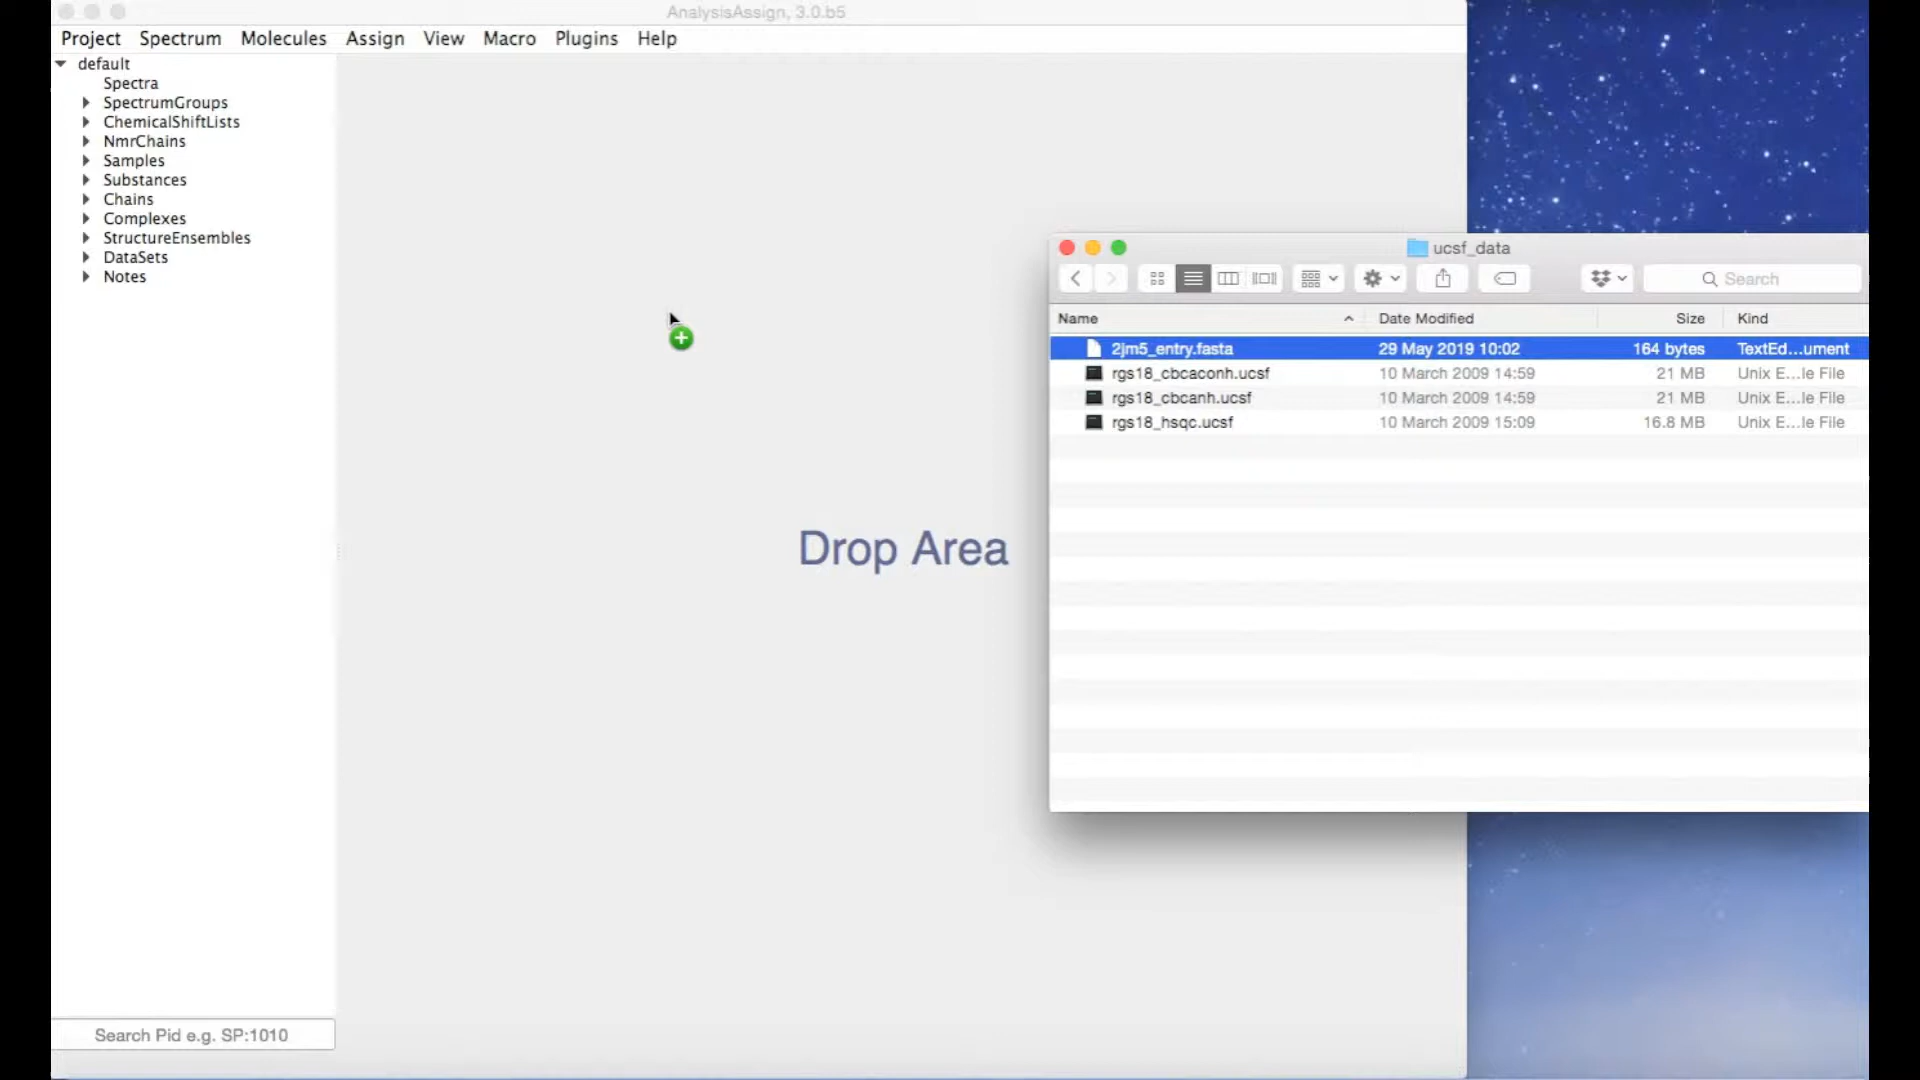 AnalysisAssign, 3.0.b5
Project Spectrum Molecules Assign View Macro Plugins Help
default
Spectra
SpectrumGroups
ChemicalShiftLists
NmrChains
Samples
Substances
Chains
Complexes
StructureEnsembles
DataSets
Notes
Drop Area
Search Pid e.g. SP:1010
ucsf_data
Search
Name Date Modified Size Kind
2jm5_entry.fasta 29 May 2019 10:02 164 bytes TextEd...ument
rgs18_cbcaconh.ucsf 10 March 2009 14:59 21 MB Unix E...le File
rgs18_cbcanh.ucsf 10 March 2009 14:59 21 MB Unix E...le File
rgs18_hsqc.ucsf 10 March 2009 15:09 16.8 MB Unix E...le File